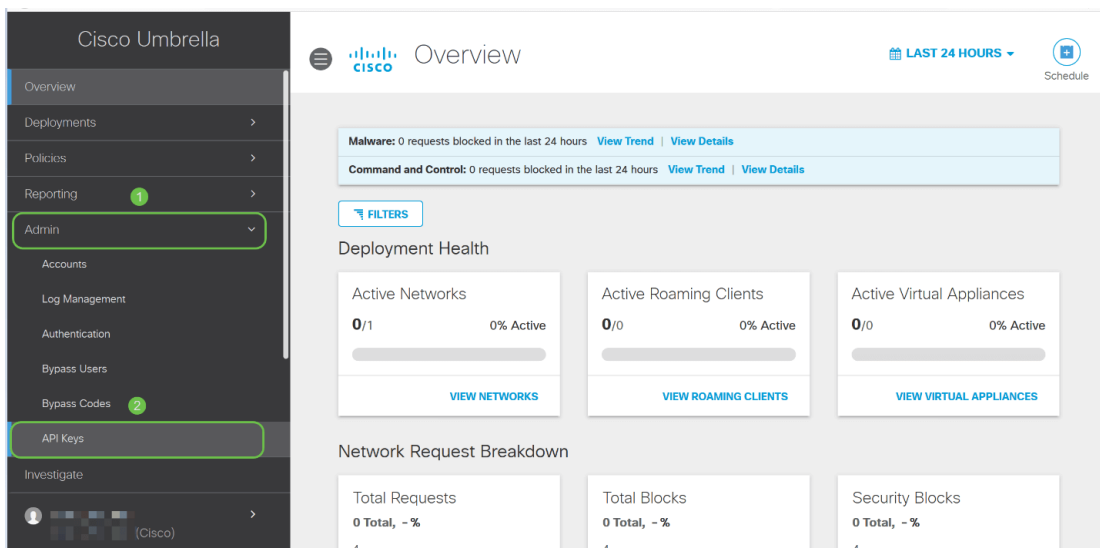 Cisco Umbrella
Overview
Deployments
Policies
Reporting
1
Admin
Accounts
Log Management
Authentication
Bypass Users
Bypass Codes
2
API Keys
Investigate
(Cisco)
CISCO
Overview
LAST 24 HOURS
Schedule
Malware: 0 requests blocked in the last 24 hours View Trend | View Details
Command and Control: 0 requests blocked in the last 24 hours View Trend | View Details
FILTERS
Deployment Health
Active Networks
0/1 0% Active
VIEW NETWORKS
Active Roaming Clients
0/0 0% Active
VIEW ROAMING CLIENTS
Active Virtual Appliances
0/0 0% Active
VIEW VIRTUAL APPLIANCES
Network Request Breakdown
Total Requests
0 Total, - %
Total Blocks
0 Total, - %
Security Blocks
0 Total, - %